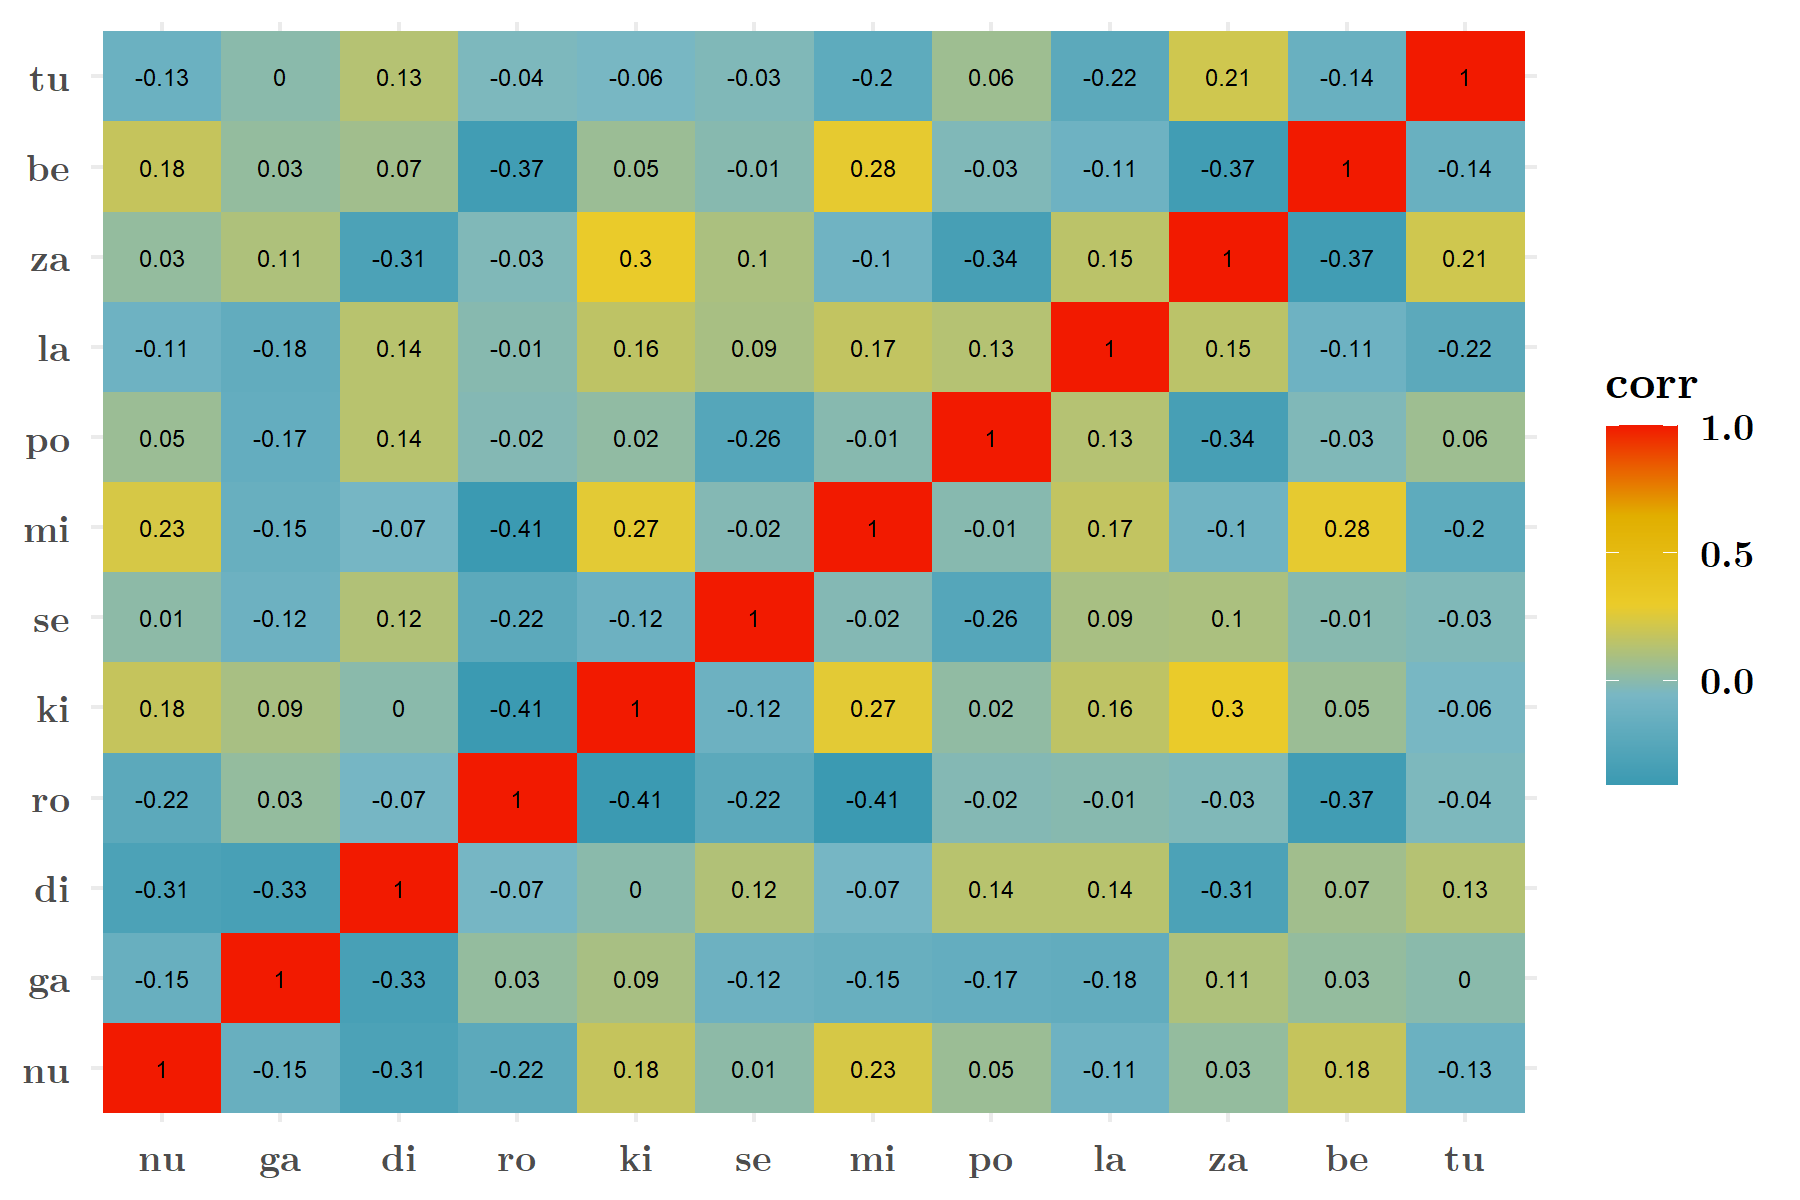 tu -0.13 0 0.13 -0.04 -0.06 -0.03 -0.2 0.06 -0.22 0.21 -0.14 1
be 0.18 0.03 0.07 -0.37 0.05 -0.01 0.28 -0.03 -0.11 -0.37 1 -0.14
za 0.03 0.11 -0.31 -0.03 0.3 0.1 -0.1 -0.34 0.15 1 -0.37 0.21
la -0.11 -0.18 0.14 -0.01 0.16 0.09 0.17 0.13 1 0.15 -0.11 -0.22
po 0.05 -0.17 0.14 -0.02 0.02 -0.26 -0.01 1 0.13 -0.34 -0.03 0.06
mi 0.23 -0.15 -0.07 -0.41 0.27 -0.02 1 -0.01 0.17 -0.1 0.28 -0.2
se 0.01 -0.12 0.12 -0.22 -0.12 1 -0.02 -0.26 0.09 0.1 -0.01 -0.03
ki 0.18 0.09 0 -0.41 1 -0.12 0.27 0.02 0.16 0.3 0.05 -0.06
ro -0.22 0.03 -0.07 1 -0.41 -0.22 -0.41 -0.02 -0.01 -0.03 -0.37 -0.04
di -0.31 -0.33 1 -0.07 0 0.12 -0.07 0.14 0.14 -0.31 0.07 0.13
ga -0.15 1 -0.33 0.03 0.09 -0.12 -0.15 -0.17 -0.18 0.11 0.03 0
nu 1 -0.15 -0.31 -0.22 0.18 0.01 0.23 0.05 -0.11 0.03 0.18 -0.13
nu ga di ro ki se mi po la za be tu
corr
1.0
0.5
0.0